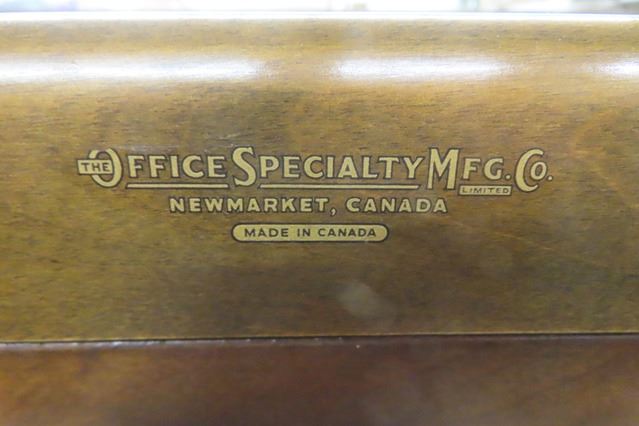 THE OFFICE SPECIALTY MFG. CO.
LIMITED
NEWMARKET, CANADA
MADE IN CANADA